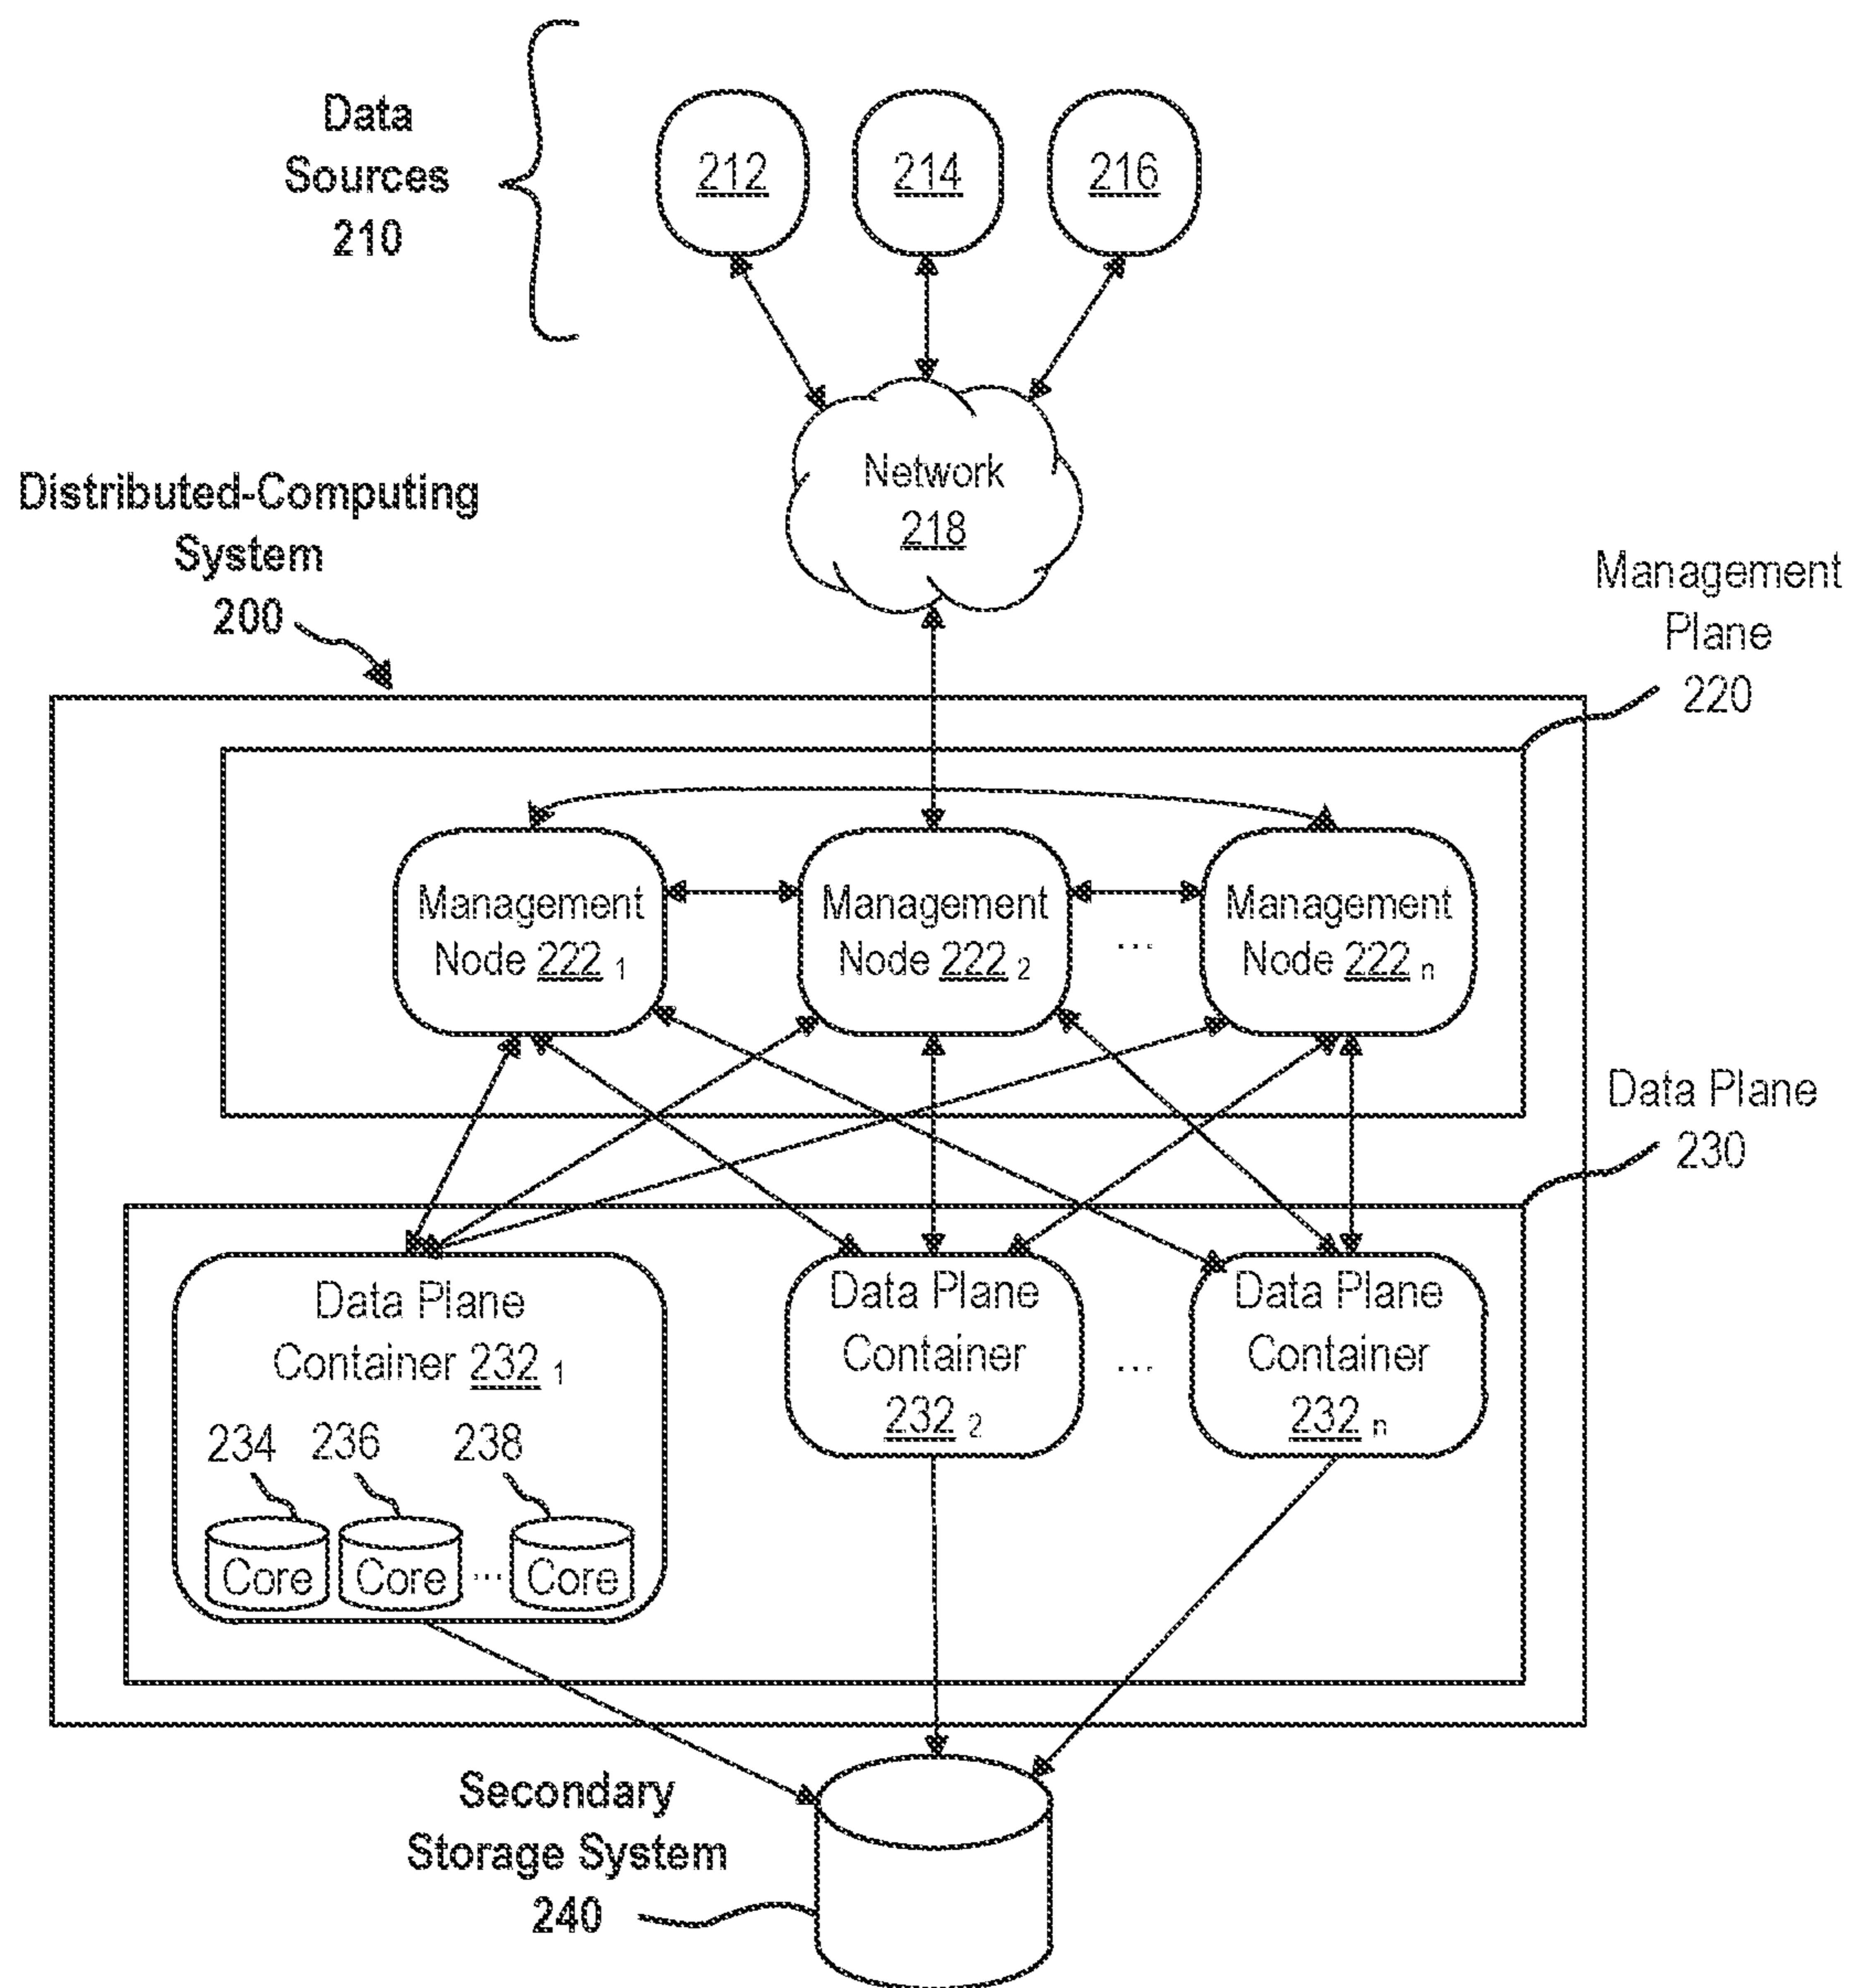 Data
Sources
210
212
214
216
Network
218
Distributed-Computing
System
200
Management
Plane
220
Management
Node 222 1
Management
Node 222 2
...
Management
Node 222 n
Data Plane
230
Data Plane
Container 232 1
234
236
238
Core
Core
...
Core
Data Plane
Container
232 2
...
Data Plane
Container
232 n
Secondary
Storage System
240